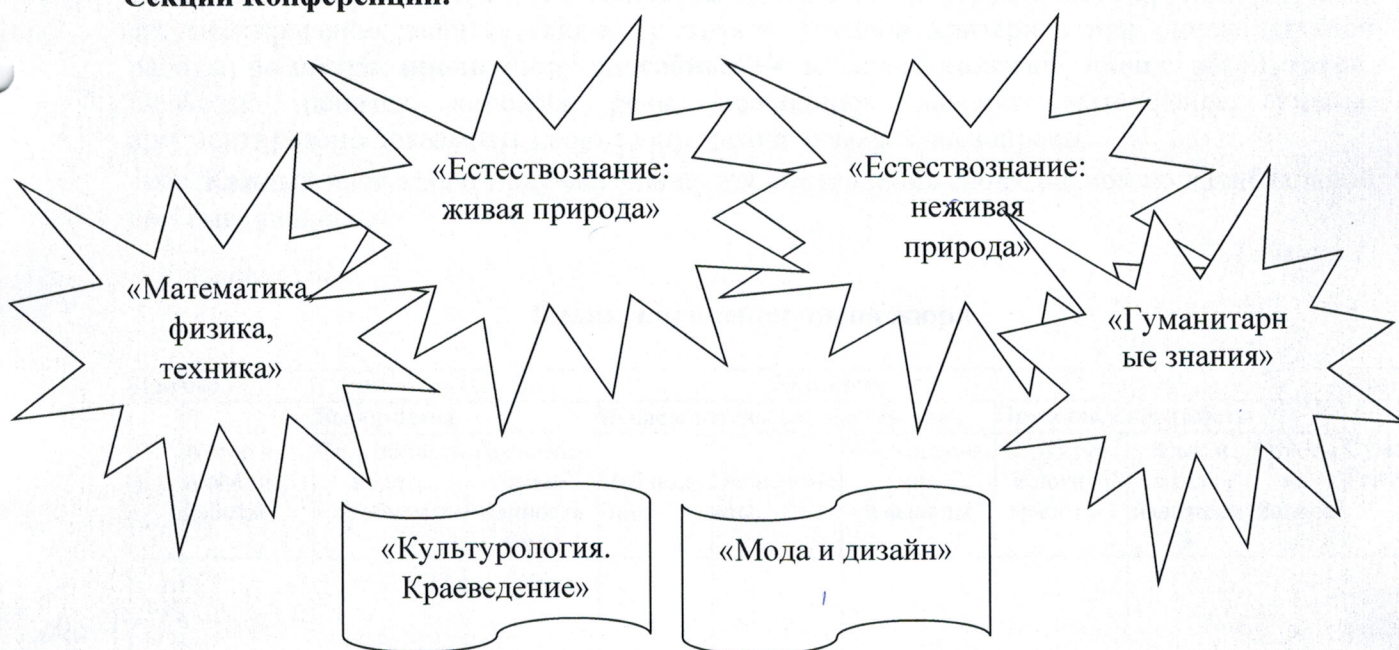 Секции Конференции:
«Естествознание:
живая природа»
«Естествознание:
неживая
природа»
«Математика,
физика,
техника»
«Гуманитарн
ые знания»
«Культурология.
Краеведение»
«Мода и дизайн»